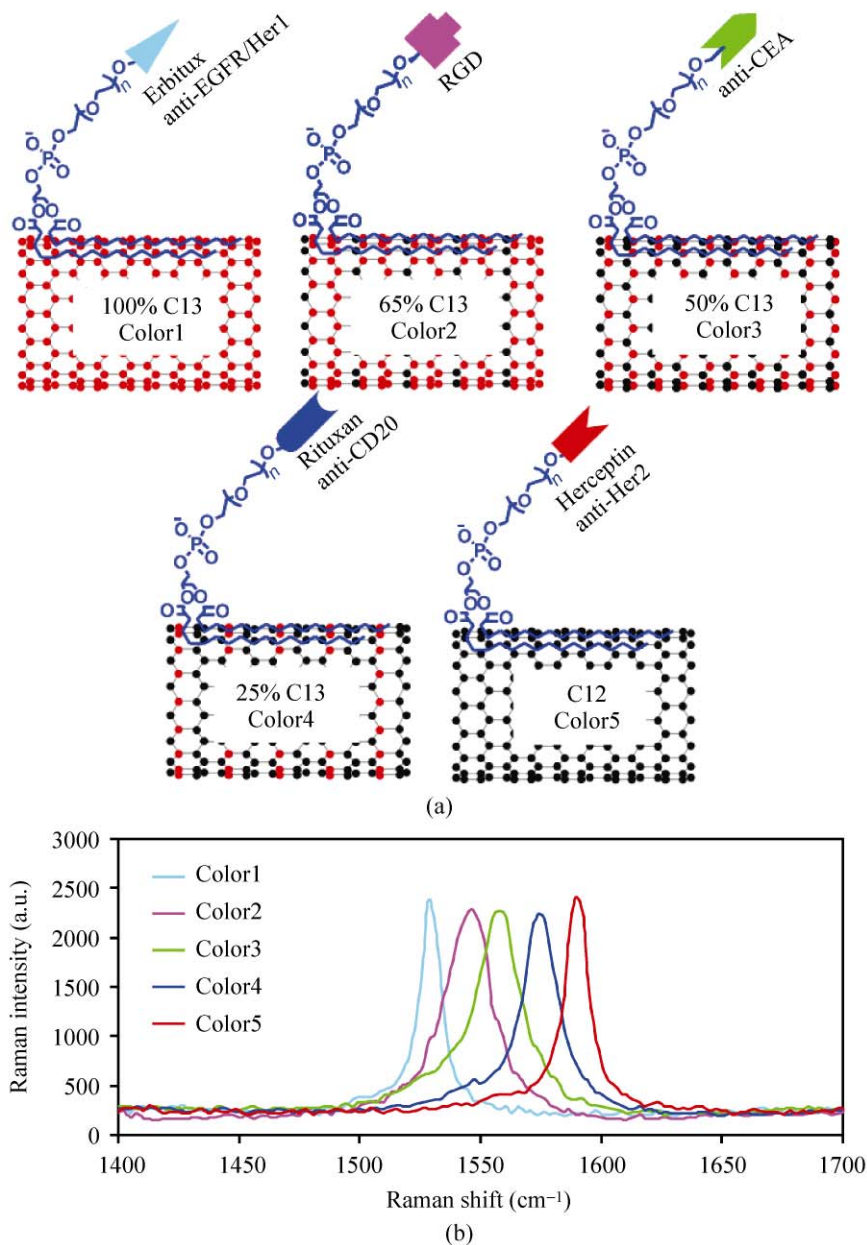 Erbitux
anti-EGFR/Her1
RGD
anti-CEA
O
n
O
O
–O
P
O
O
O
O
O
O
O
n
O
O
–O
P
O
O
O
O
O
O
O
n
O
O
–O
P
O
O
O
O
O
O
100% C13
Color1
65% C13
Color2
50% C13
Color3
Rituxan
anti-CD20
Herceptin
anti-Her2
O
n
O
O
–O
P
O
O
O
O
O
O
O
n
O
O
–O
P
O
O
O
O
O
O
25% C13
Color4
C12
Color5
(a)
3000
2500
2000
1500
1000
500
0
Raman intensity (a.u.)
Color1
Color2
Color3
Color4
Color5
1400 1450 1500 1550 1600 1650 1700
Raman shift (cm⁻¹)
(b)